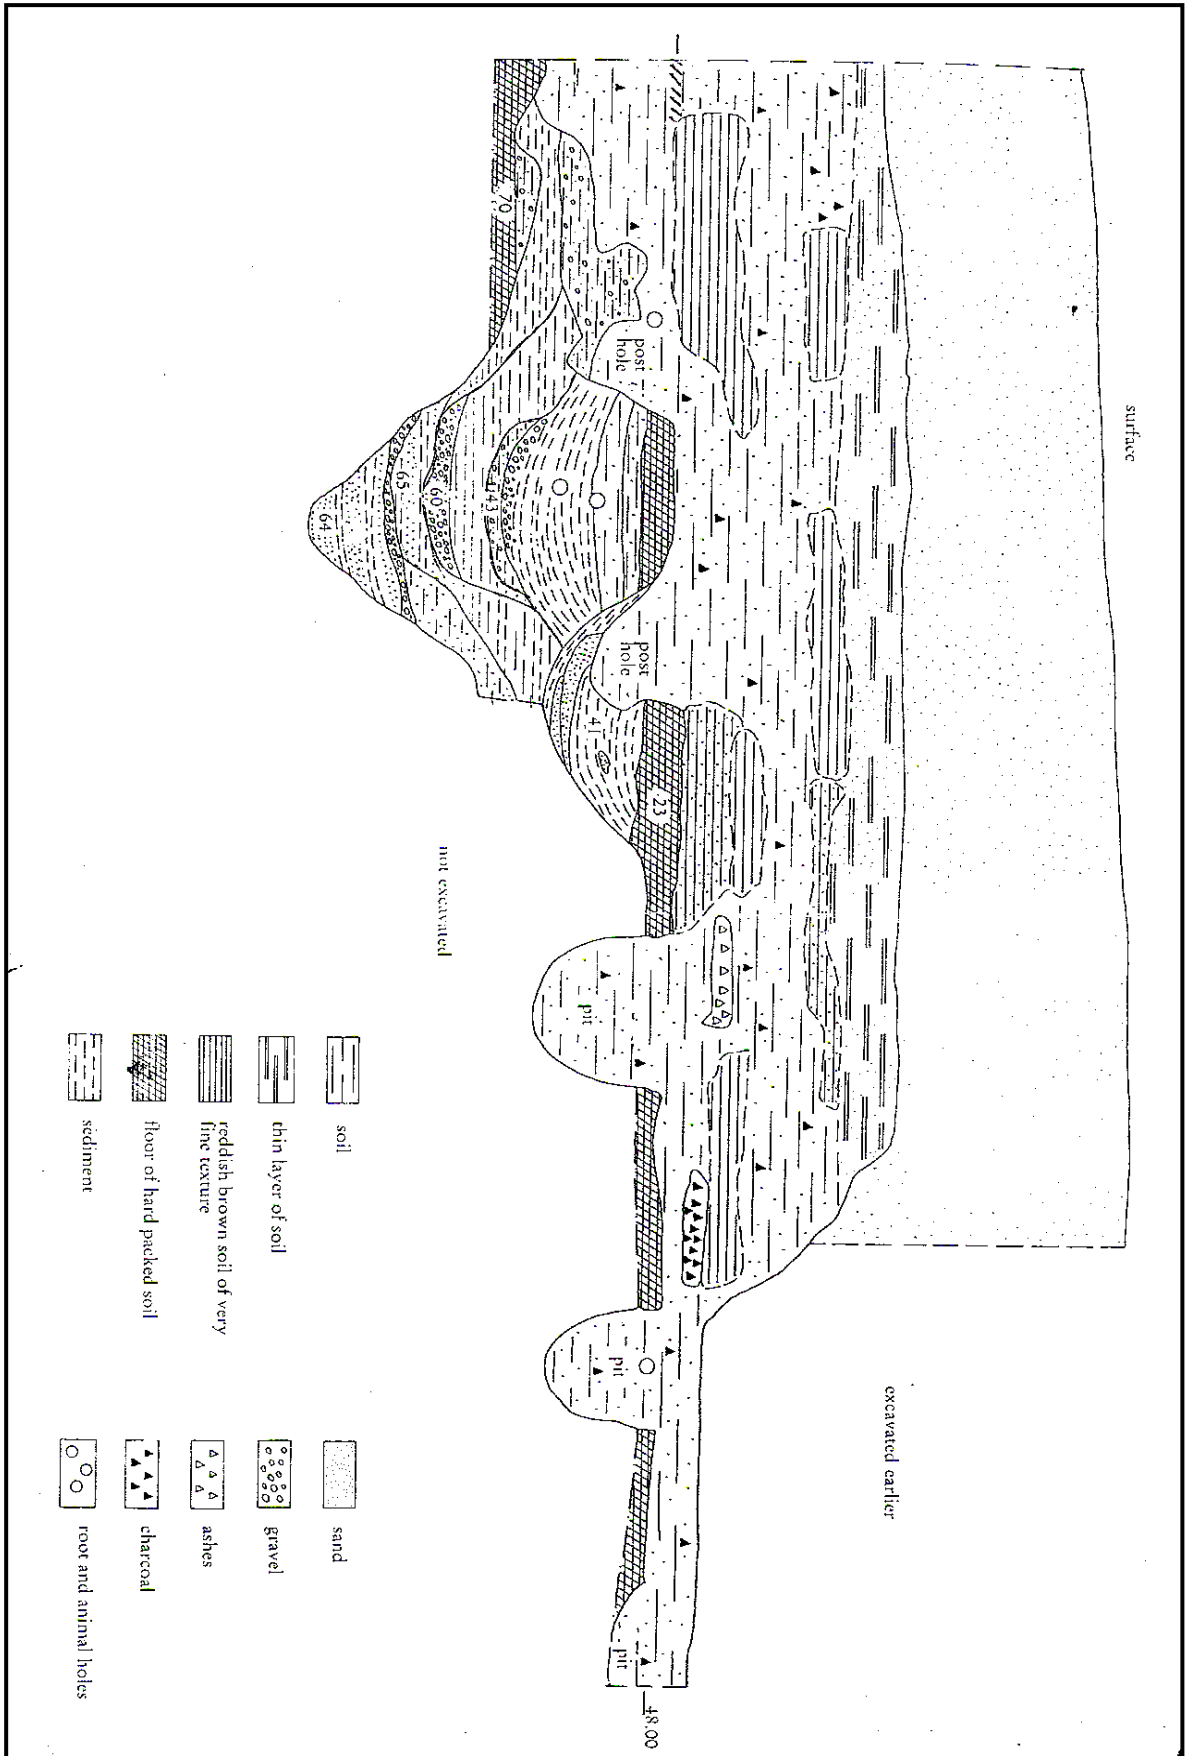 surface
excavated earlier
post
hole
post
hole
70
43
60
65
64
41
23
pit
pit
pit
48.00
not excavated
soil
thin layer of soil
reddish brown soil of very
fine texture
floor of hard packed soil
sediment
sand
gravel
ashes
charcoal
root and animal holes